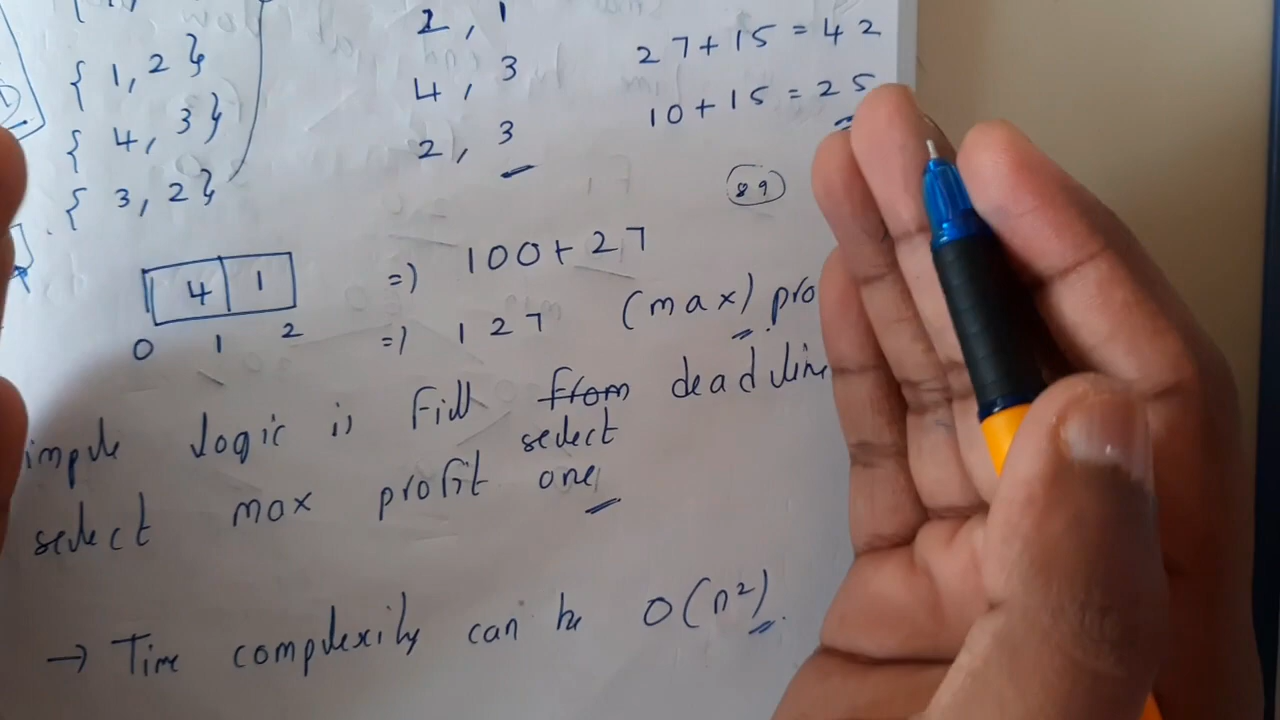 2, 1
27+15 = 42
{ 1, 2 }
4, 3
10+15 = 25
{ 4, 3 }
2, 3
{ 3, 2 }
89
4 1 => 100+27
0 1 2 => 127 (max) pro
logic is Fill from deadline
select
select max profit one
→ Time complexity can be O(n²).